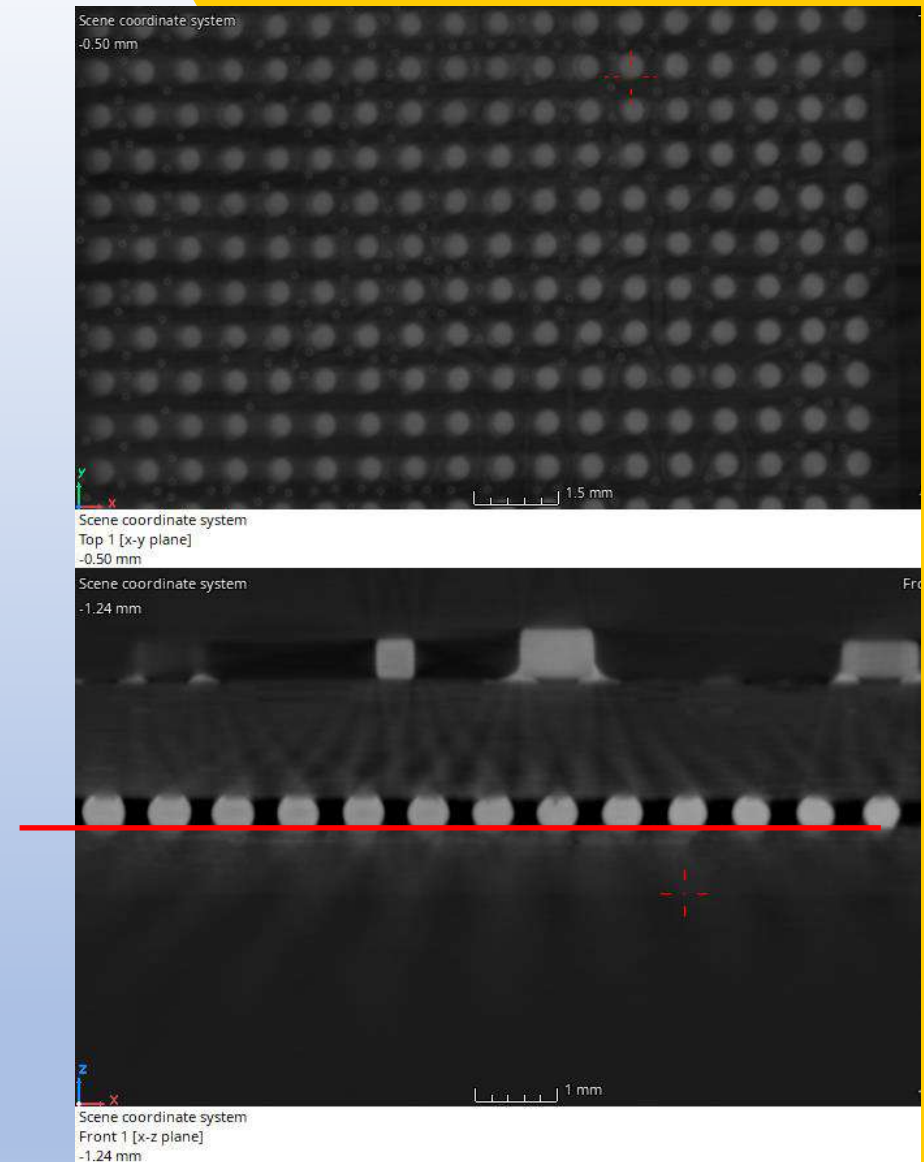 Scene coordinate system
-0.50 mm
y
x
1.5 mm
Scene coordinate system
Top 1 [x-y plane]
-0.50 mm
Scene coordinate system
Fro
-1.24 mm
z
x
1 mm
Scene coordinate system
Front 1 [x-z plane]
-1.24 mm